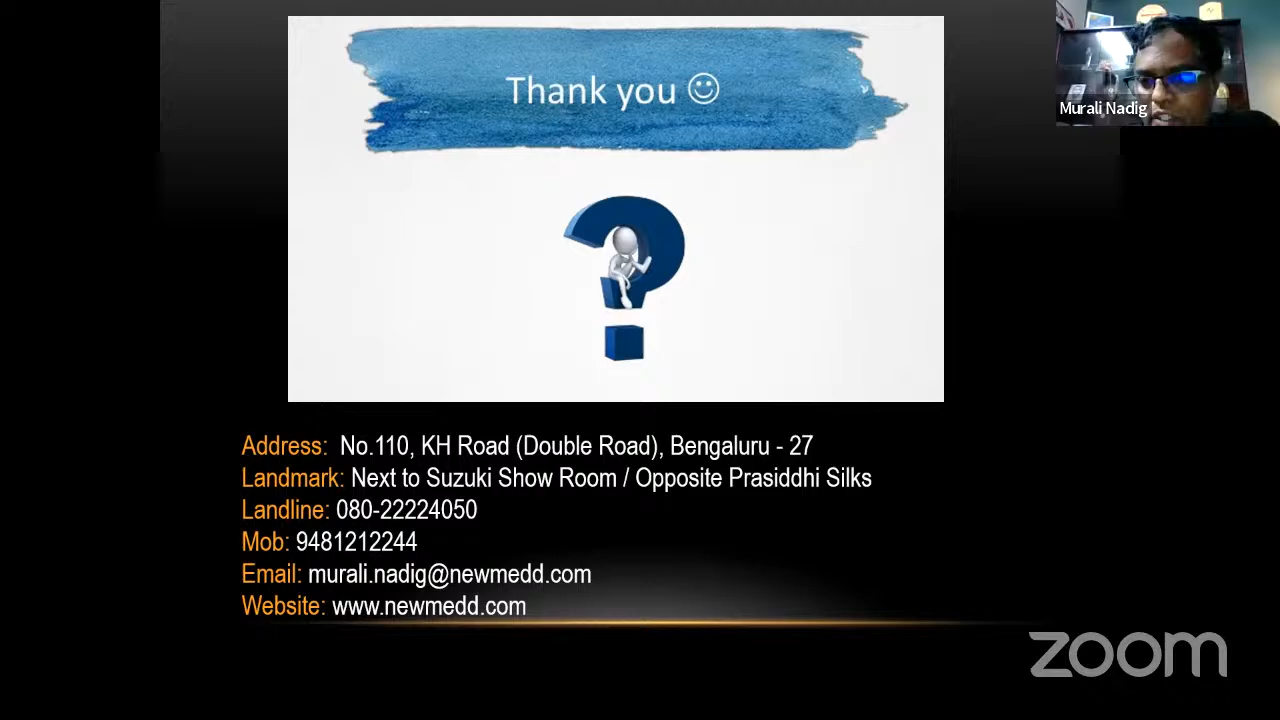 Thank you ☺
Murali Nadig
Address: No.110, KH Road (Double Road), Bengaluru - 27
Landmark: Next to Suzuki Show Room / Opposite Prasiddhi Silks
Landline: 080-22224050
Mob: 9481212244
Email: murali.nadig@newmedd.com
Website: www.newmedd.com
zoom